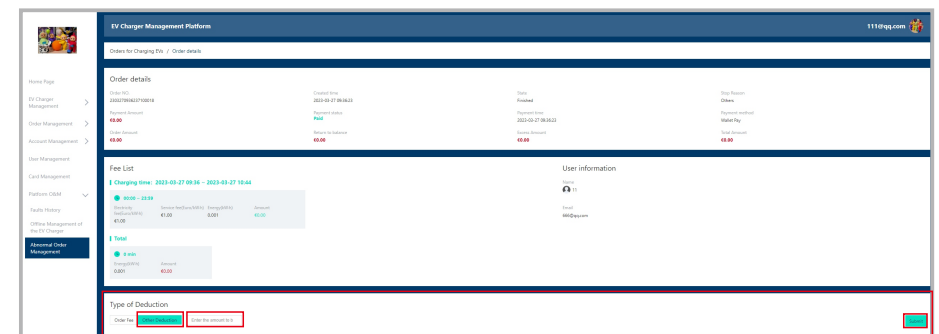 EV Charger Management Platform
111@qq.com
Orders for Charging EVs / Order details
Home Page
EV Charger
Management
Order Management
Account Management
User Management
Card Management
Platform O&M
Faults History
Offline Management of
the EV Charger
Abnormal Order
Management
Order details
Order NO.
Created time
State
Stop Reason
2023-03-27 09:36:23
Finished
Others
Payment Amount
Payment status
Payment time
Payment method
€0.00
Paid
2023-03-27 09:36:23
Wallet Pay
Order Amount
Return to balance
Excess Amount
Total Amount
€0.00
€0.00
€0.00
€0.00
Fee List
User information
Charging time: 2023-03-27 09:36 ~ 2023-03-27 10:44
Name
11
00:00 ~ 23:59
Electricity
fee(Euro/kWh)
Service fee(Euro/kWh)
Energy(kWh)
Amount
€1.00
€1.00
0.001
€0.00
Email
666@qq.com
Total
0 min
Energy(kWh)
Amount
0.001
€0.00
Type of Deduction
Order Fee
Other Deduction
Enter the amount to b
Submit